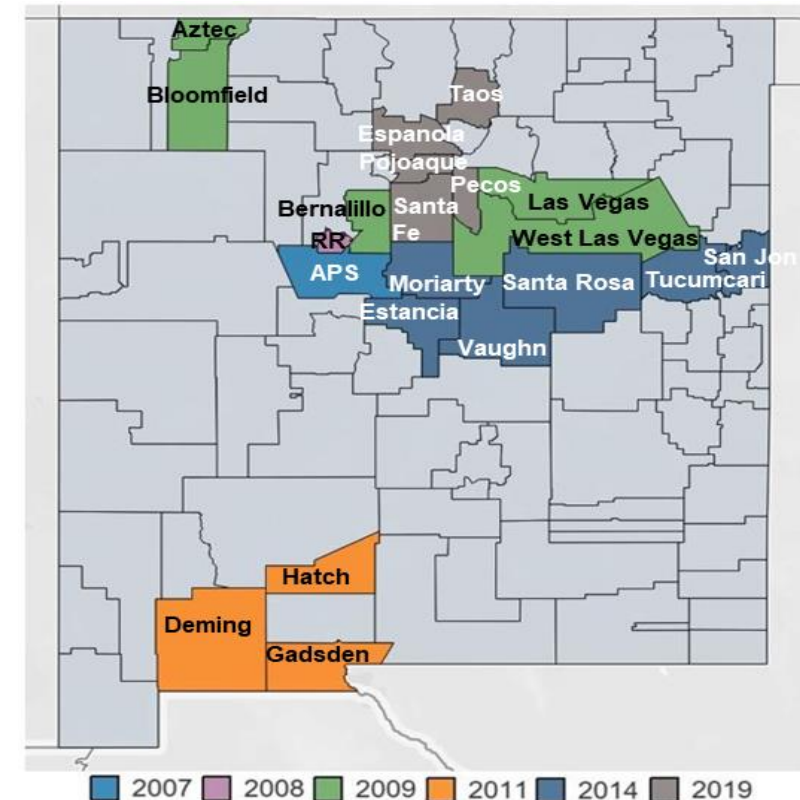 Aztec
Bloomfield
Taos
Espanola
Pojoaque
Pecos
Las Vegas
Bernalillo
Santa
Fe
RR
West Las Vegas
San Jon
APS
Moriarty
Santa Rosa
Tucumcari
Estancia
Vaughn
Hatch
Deming
Gadsden
2007 2008 2009 2011 2014 2019